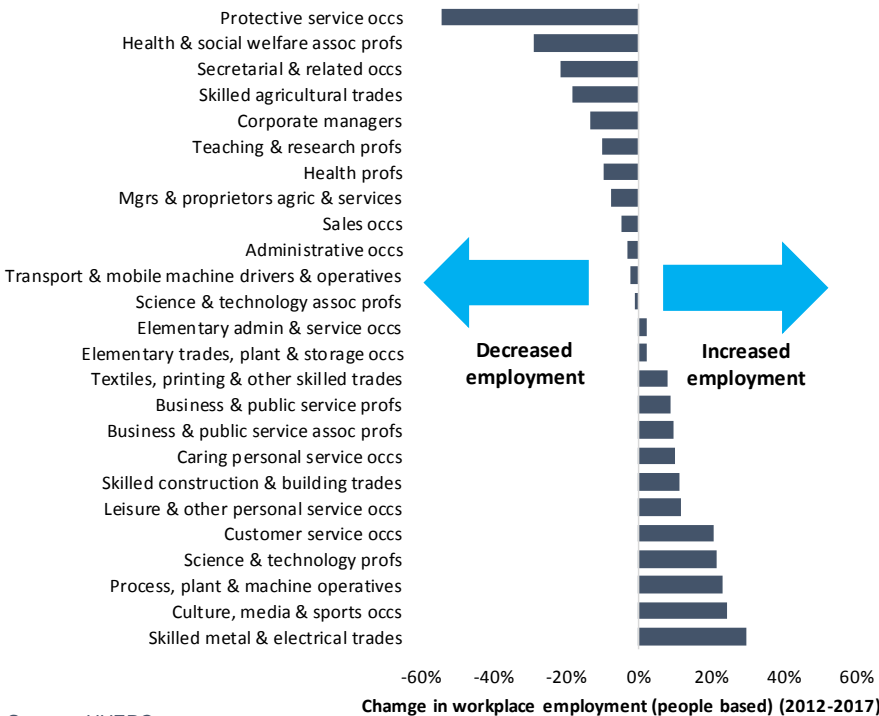 Protective service occs
Health & social welfare assoc profs
Secretarial & related occs
Skilled agricultural trades
Corporate managers
Teaching & research profs
Health profs
Mgrs & proprietors agric & services
Sales occs
Administrative occs
Transport & mobile machine drivers & operatives
Science & technology assoc profs
Elementary admin & service occs
Elementary trades, plant & storage occs
Textiles, printing & other skilled trades
Business & public service profs
Business & public service assoc profs
Caring personal service occs
Skilled construction & building trades
Leisure & other personal service occs
Customer service occs
Science & technology profs
Process, plant & machine operatives
Culture, media & sports occs
Skilled metal & electrical trades
Decreased
employment
Increased
employment
-60% -40% -20% 0% 20% 40% 60%
Change in workplace employment (people based) (2012-2017)